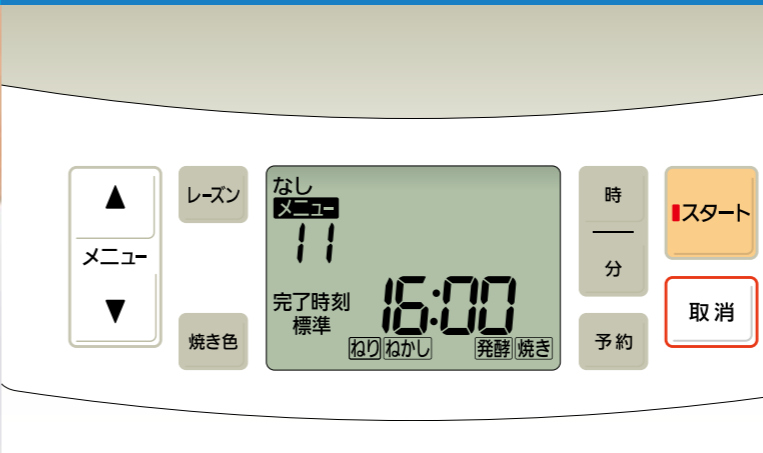 ▲
メニュー
▼
レーズン
焼き色
なし
メニュー
11
完了時刻
標準
16:00
ねり ねかし 発酵 焼き
時
分
予約
スタート
取消